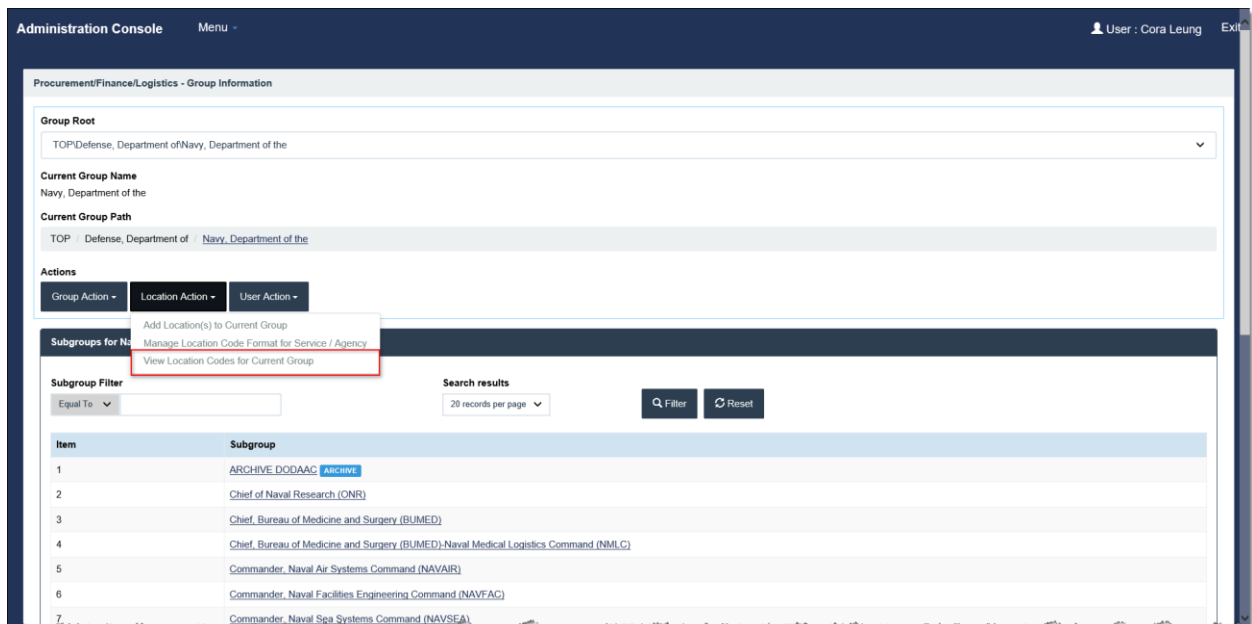 Administration Console Menu User : Cora Leung Exit
Procurement/Finance/Logistics - Group Information
Group Root
TOP\Defense, Department of\Navy, Department of the
Current Group Name
Navy, Department of the
Current Group Path
TOP / Defense, Department of / Navy, Department of the
Actions
Group Action Location Action User Action
Add Location(s) to Current Group
Manage Location Code Format for Service / Agency
View Location Codes for Current Group
Subgroups for
Subgroup Filter Search results
Equal To 20 records per page Filter Reset
Item Subgroup
1 ARCHIVE DODAAC ARCHIVE
2 Chief of Naval Research (ONR)
3 Chief, Bureau of Medicine and Surgery (BUMED)
4 Chief, Bureau of Medicine and Surgery (BUMED)-Naval Medical Logistics Command (NMLC)
5 Commander, Naval Air Systems Command (NAVAIR)
6 Commander, Naval Facilities Engineering Command (NAVFAC)
7 Commander, Naval Sea Systems Command (NAVSEA)